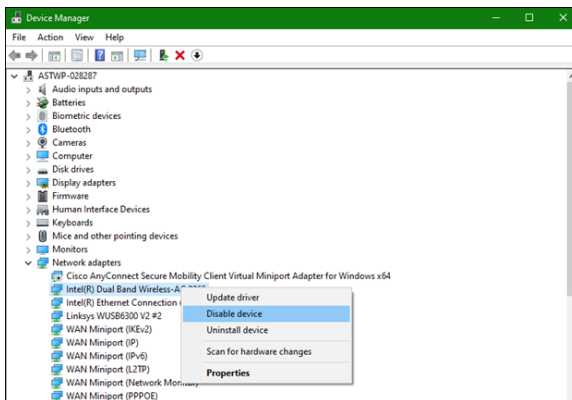 Device Manager
File Action View Help
ASTWP-028287
Audio inputs and outputs
Batteries
Biometric devices
Bluetooth
Cameras
Computer
Disk drives
Display adapters
Firmware
Human Interface Devices
Keyboards
Mice and other pointing devices
Monitors
Network adapters
Cisco AnyConnect Secure Mobility Client Virtual Miniport Adapter for Windows x64
Intel(R) Dual Band Wireless-AC
Intel(R) Ethernet Connection
Linksys WUSB6300 V2 #2
WAN Miniport (IKEv2)
WAN Miniport (IP)
WAN Miniport (IPv6)
WAN Miniport (L2TP)
WAN Miniport (Network Monitor)
WAN Miniport (PPPOE)
Update driver
Disable device
Uninstall device
Scan for hardware changes
Properties